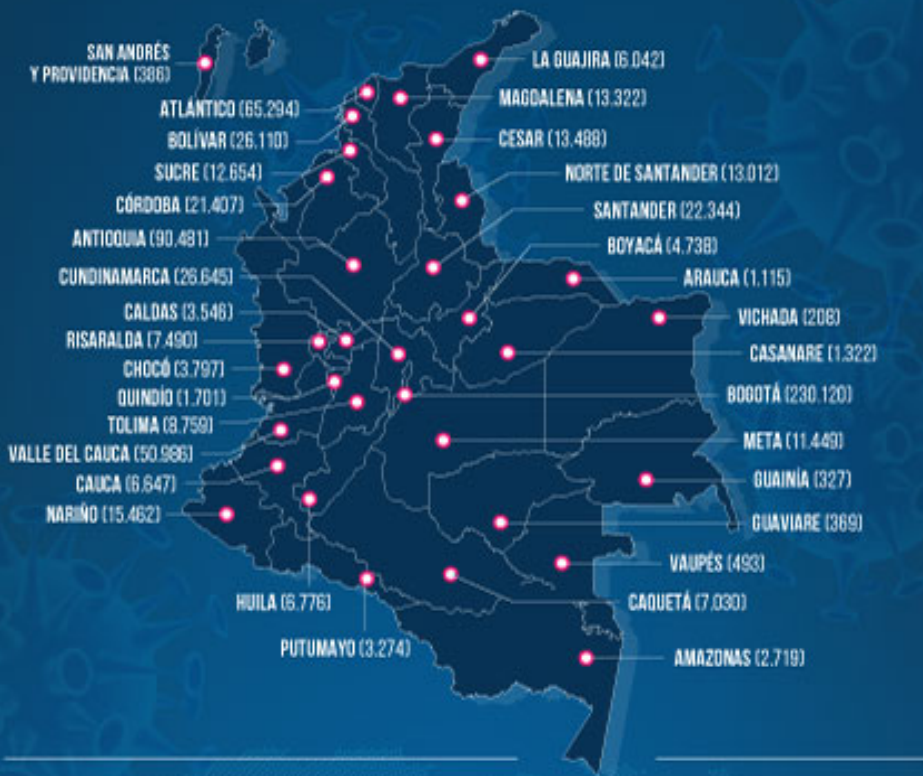 SAN ANDRÉS
Y PROVIDENCIA (386)
ATLÁNTICO (65.294)
BOLÍVAR (26.110)
SUCRE (12.654)
CÓRDOBA (21.407)
ANTIOQUIA (90.481)
CUNDINAMARCA (26.645)
CALDAS (3.546)
RISARALDA (7.490)
CHOCÓ (3.797)
QUINDÍO (1.701)
TOLIMA (8.759)
VALLE DEL CAUCA (50.986)
CAUCA (6.647)
NARIÑO (15.462)
HUILA (6.776)
PUTUMAYO (3.274)
LA GUAJIRA (6.042)
MAGDALENA (13.322)
CESAR (13.488)
NORTE DE SANTANDER (13.012)
SANTANDER (22.344)
BOYACÁ (4.738)
ARAUCA (1.115)
VICHADA (208)
CASANARE (1.322)
BOGOTÁ (230.120)
META (11.449)
GUAINÍA (327)
GUAVIARE (369)
VAUPÉS (493)
CAQUETÁ (7.030)
AMAZONAS (2.719)